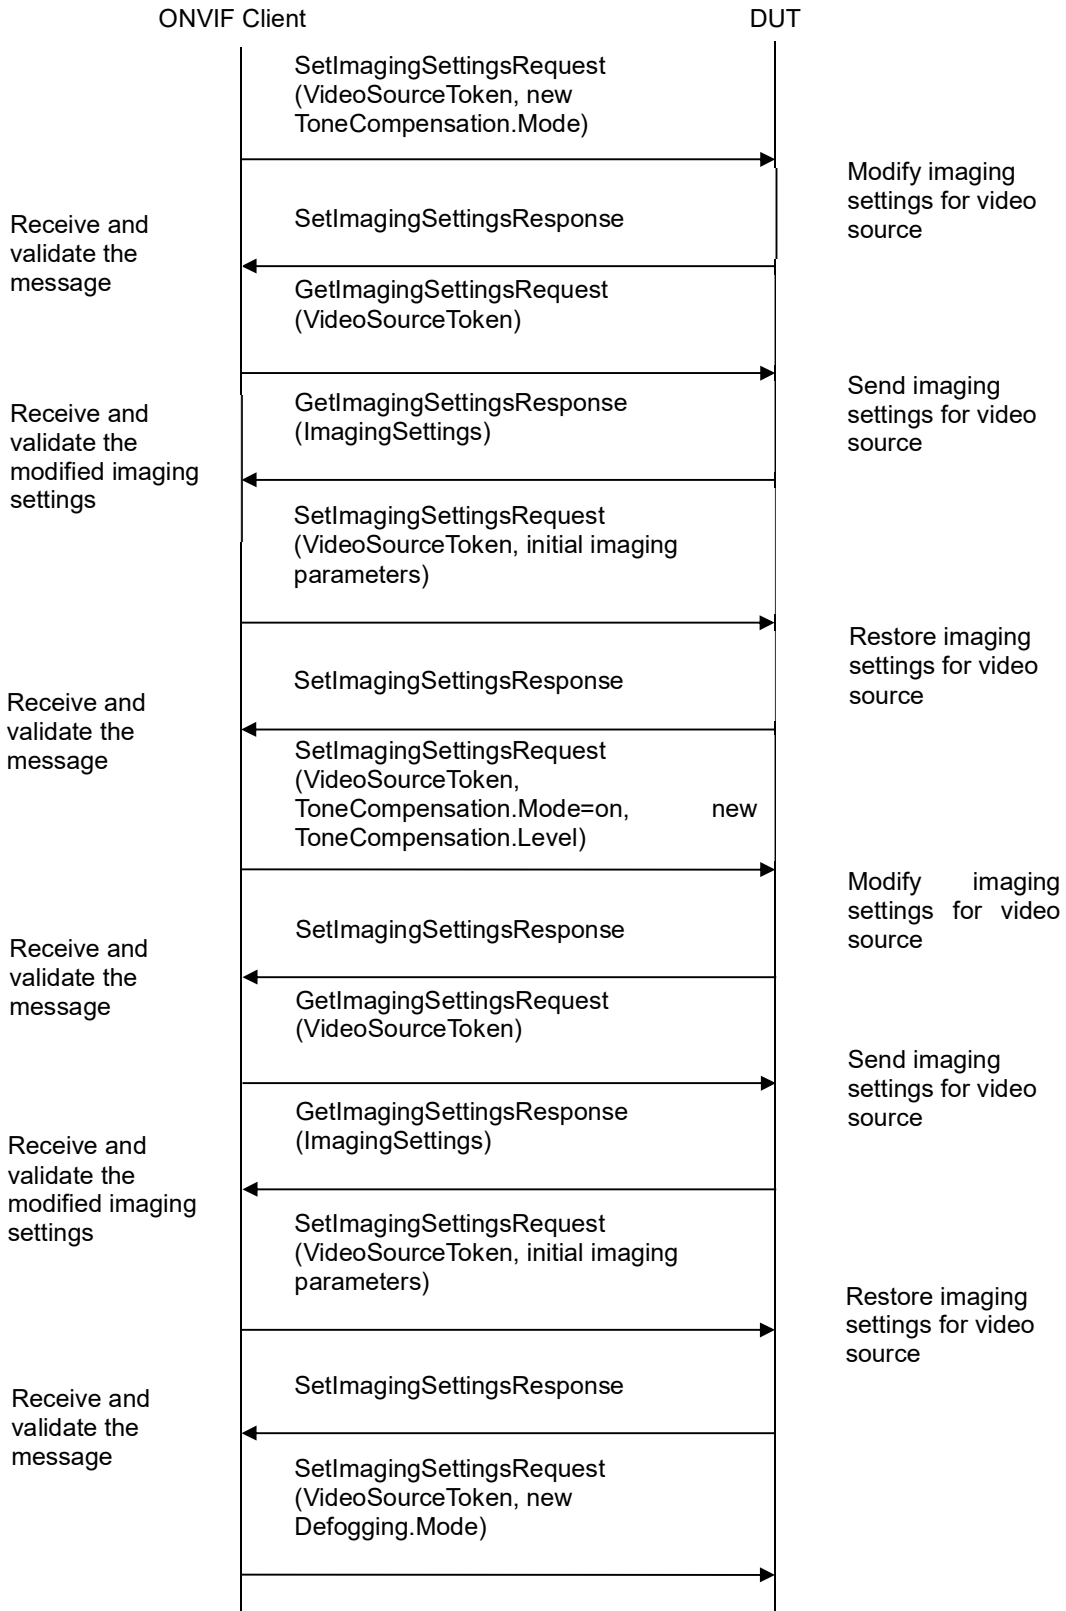 ONVIF Client
DUT
SetImagingSettingsRequest
(VideoSourceToken, new
ToneCompensation.Mode)
Modify imaging
settings for video
source
SetImagingSettingsResponse
Receive and
validate the
message
GetImagingSettingsRequest
(VideoSourceToken)
Send imaging
settings for video
source
GetImagingSettingsResponse
(ImagingSettings)
Receive and
validate the
modified imaging
settings
SetImagingSettingsRequest
(VideoSourceToken, initial imaging
parameters)
Restore imaging
settings for video
source
SetImagingSettingsResponse
Receive and
validate the
message
SetImagingSettingsRequest
(VideoSourceToken,
ToneCompensation.Mode=on, new
ToneCompensation.Level)
Modify imaging
settings for video
source
SetImagingSettingsResponse
Receive and
validate the
message
GetImagingSettingsRequest
(VideoSourceToken)
Send imaging
settings for video
source
GetImagingSettingsResponse
(ImagingSettings)
Receive and
validate the
modified imaging
settings
SetImagingSettingsRequest
(VideoSourceToken, initial imaging
parameters)
Restore imaging
settings for video
source
SetImagingSettingsResponse
Receive and
validate the
message
SetImagingSettingsRequest
(VideoSourceToken, new
Defogging.Mode)